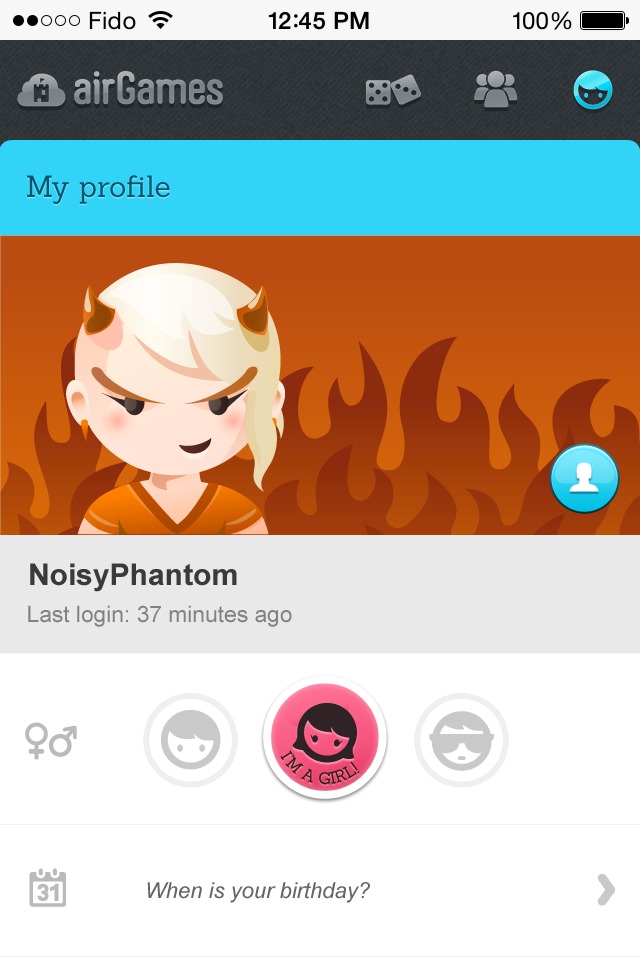 Fido 12:45 PM 100%
airGames
My profile
NoisyPhantom
Last login: 37 minutes ago
I'M A GIRL!
31 When is your birthday?